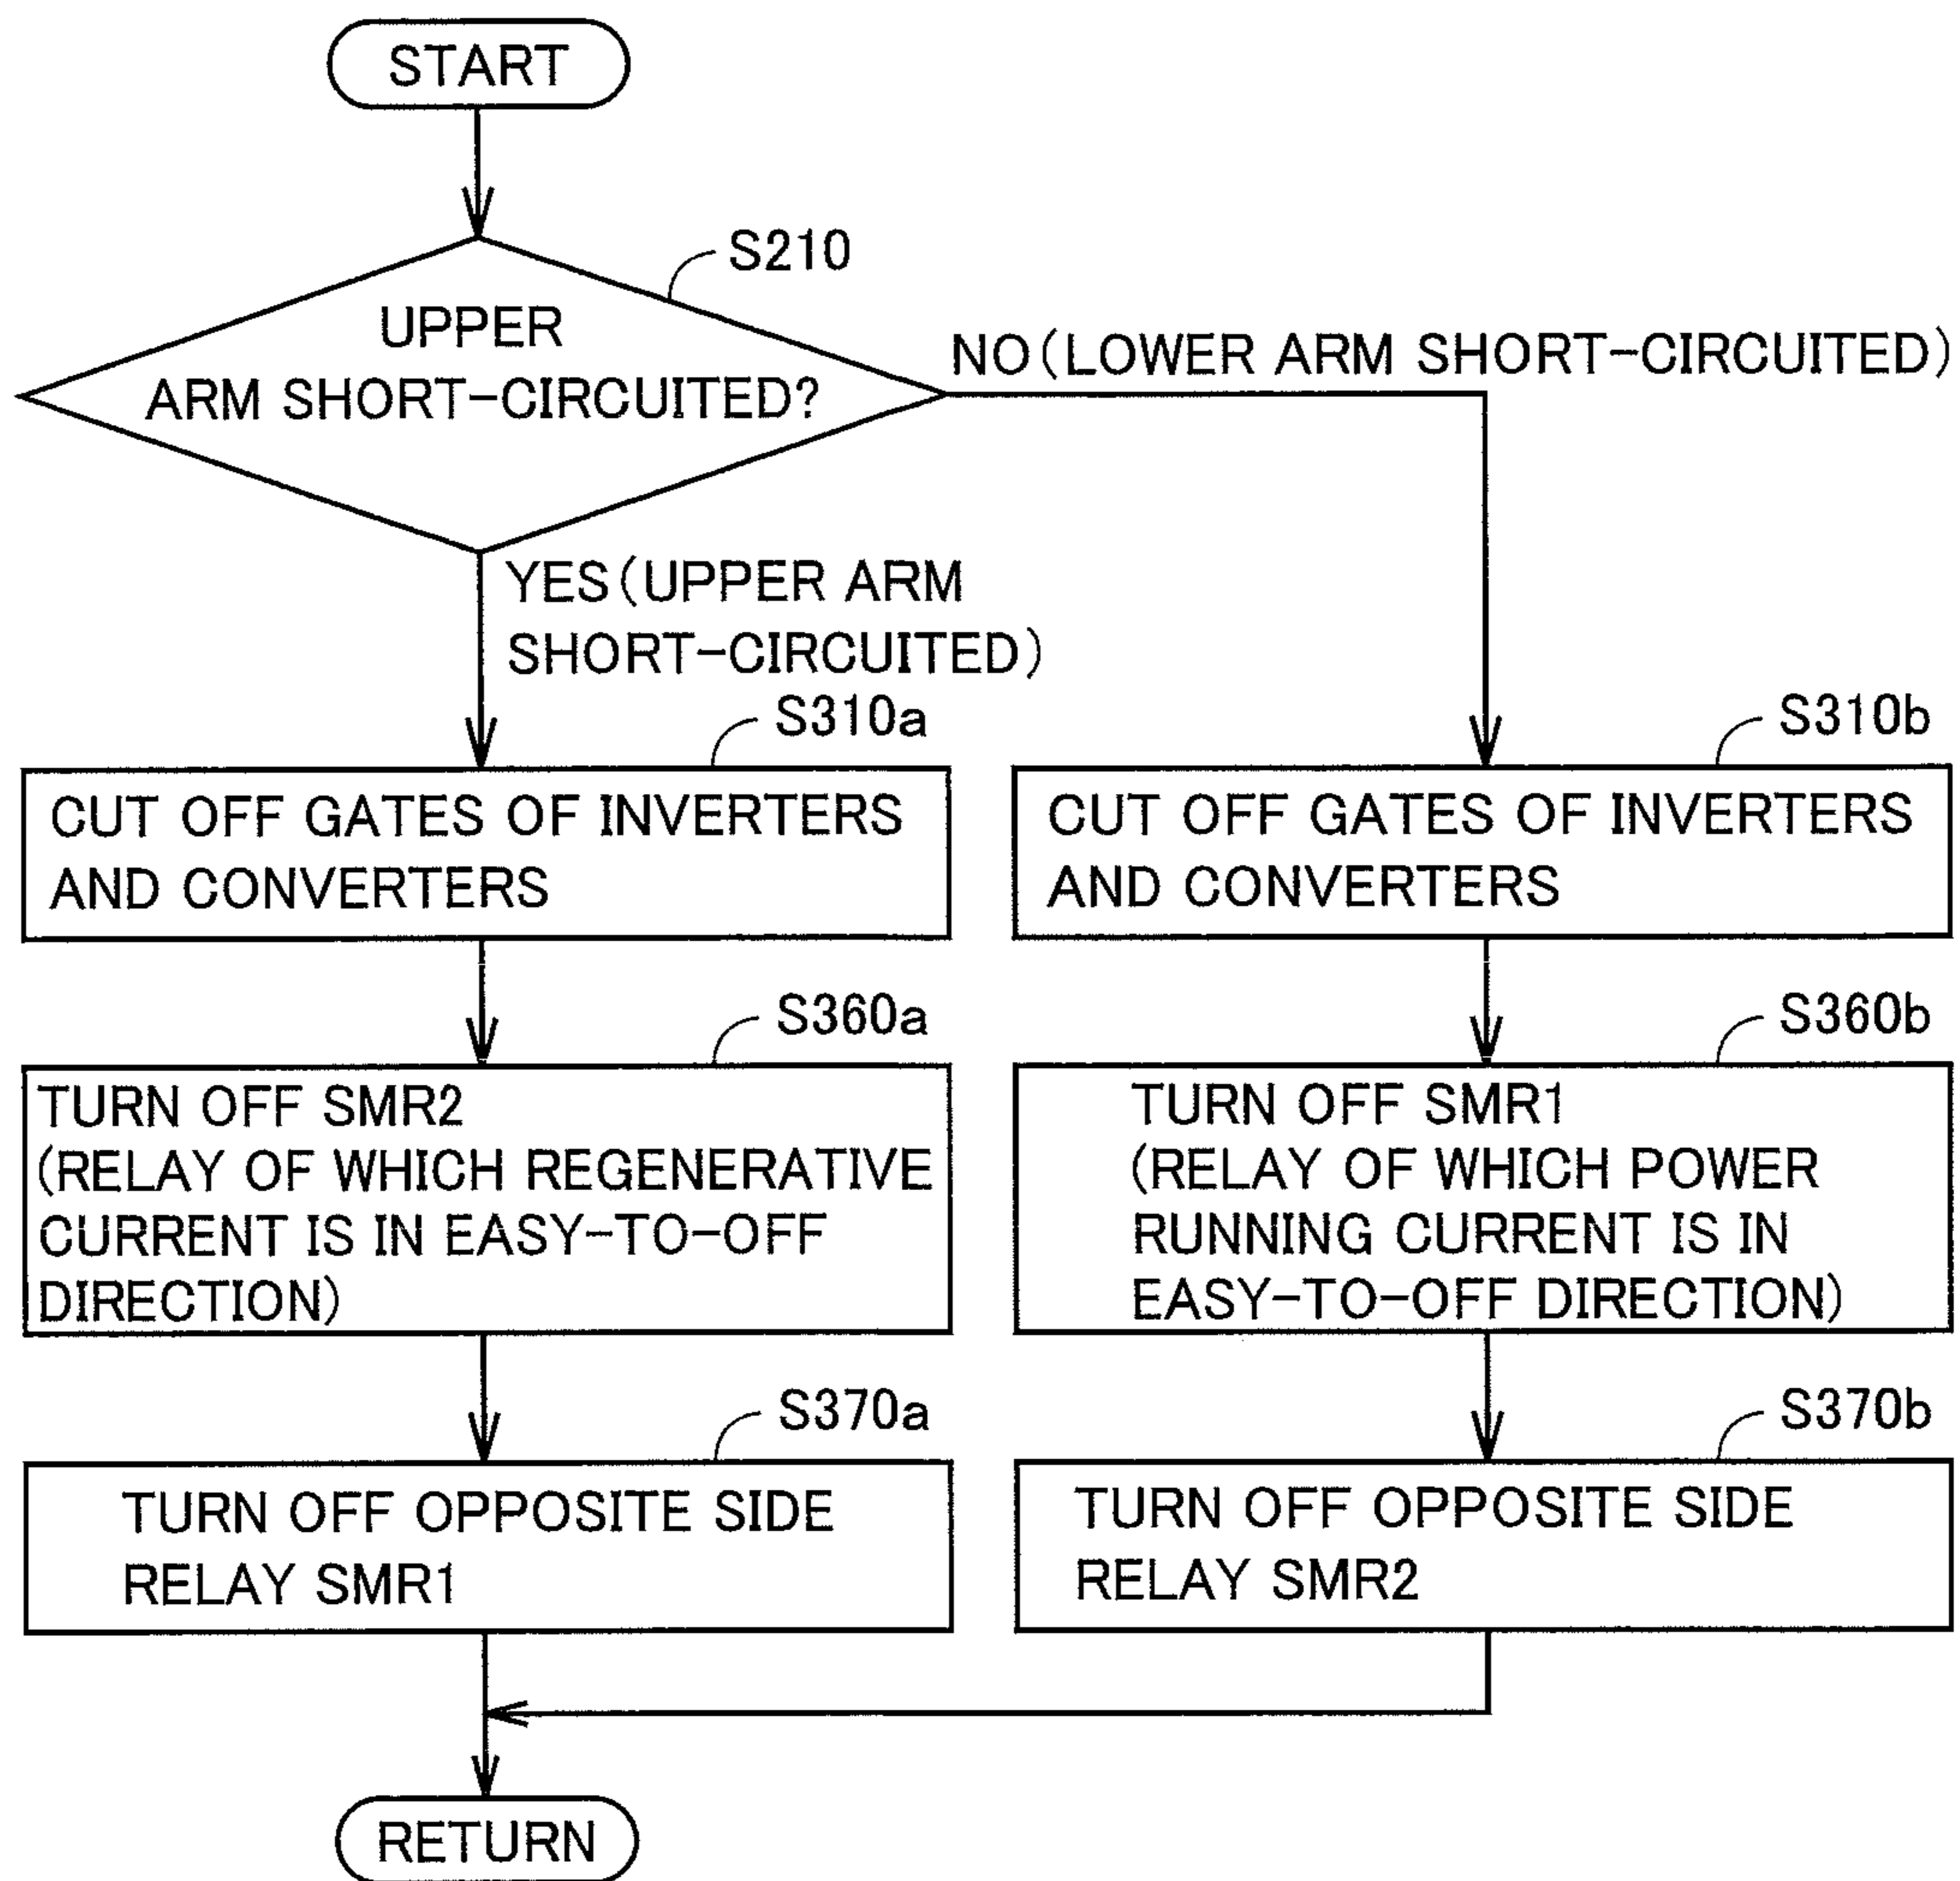 START
S210
UPPER
ARM SHORT-CIRCUITED?
NO(LOWER ARM SHORT-CIRCUITED)
YES(UPPER ARM
SHORT-CIRCUITED)
S310a
CUT OFF GATES OF INVERTERS
AND CONVERTERS
S310b
CUT OFF GATES OF INVERTERS
AND CONVERTERS
S360a
TURN OFF SMR2
(RELAY OF WHICH REGENERATIVE
CURRENT IS IN EASY-TO-OFF
DIRECTION)
S360b
TURN OFF SMR1
(RELAY OF WHICH POWER
RUNNING CURRENT IS IN
EASY-TO-OFF DIRECTION)
S370a
TURN OFF OPPOSITE SIDE
RELAY SMR1
S370b
TURN OFF OPPOSITE SIDE
RELAY SMR2
RETURN